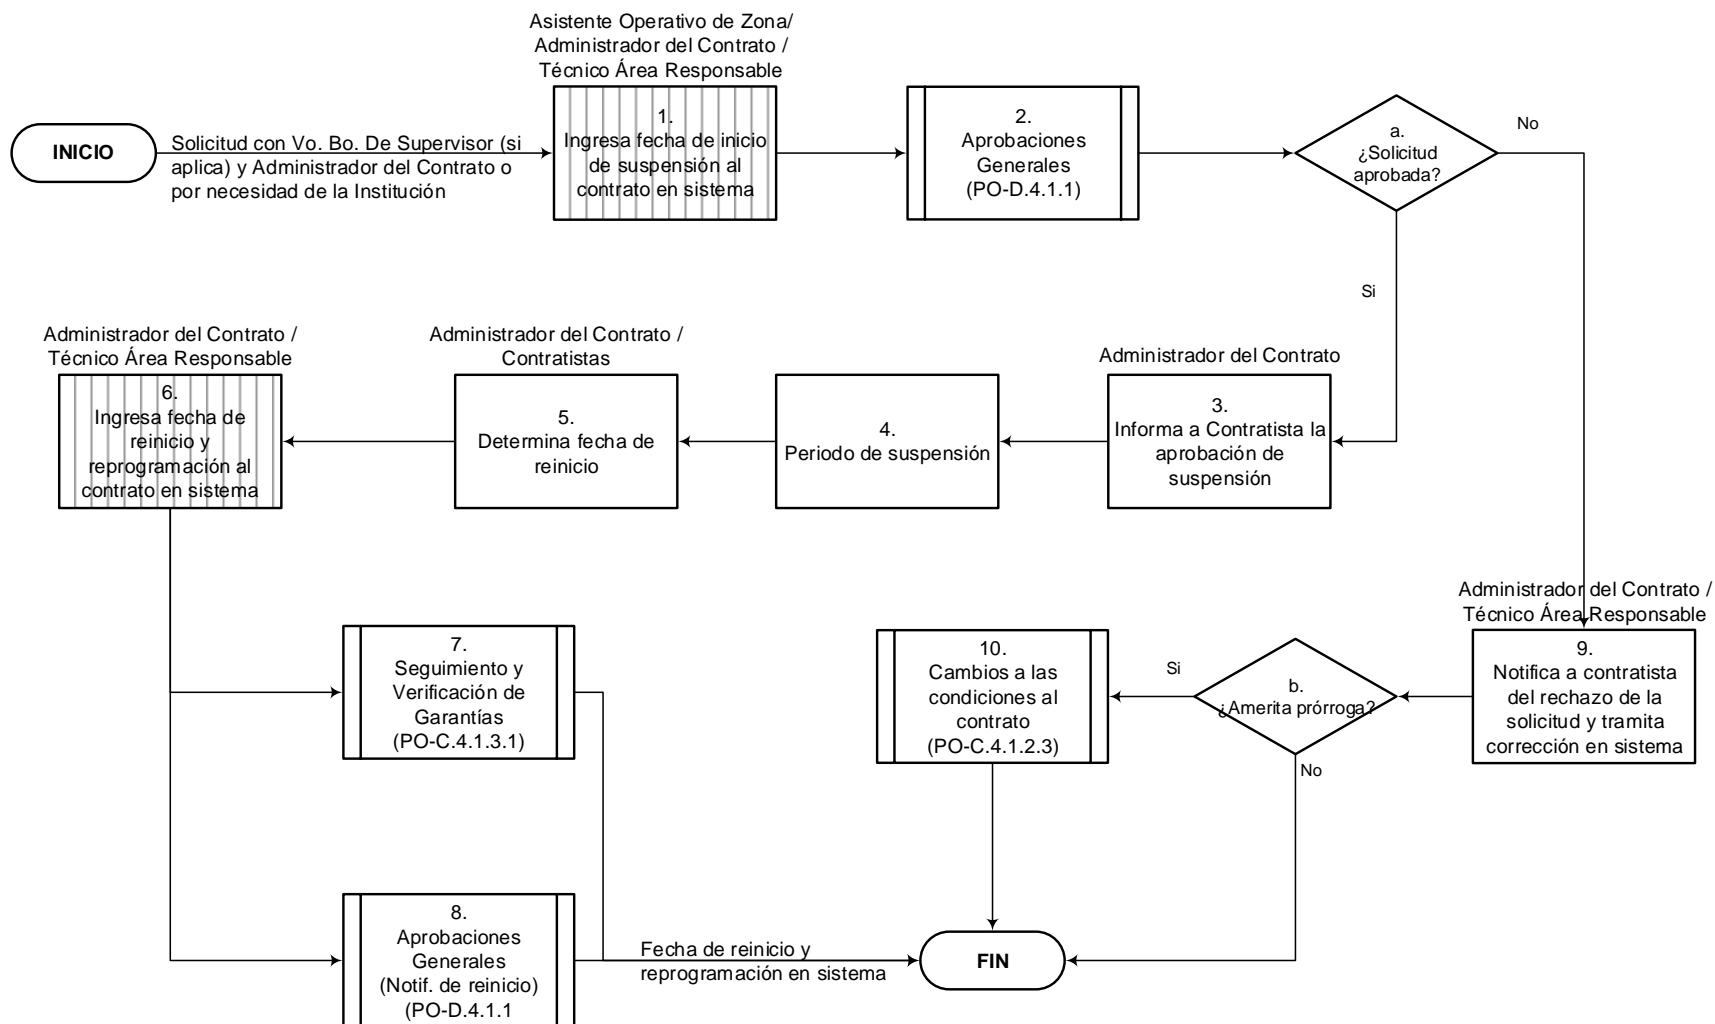 Asistente Operativo de Zona/
Administrador del Contrato /
Técnico Área Responsable
INICIO
Solicitud con Vo. Bo. De Supervisor (si
aplica) y Administrador del Contrato o
por necesidad de la Institución
1.
Ingresa fecha de inicio
de suspensión al
contrato en sistema
2.
Aprobaciones
Generales
(PO-D.4.1.1)
a.
¿Solicitud
aprobada?
No
Si
Administrador del Contrato /
Técnico Área Responsable
6.
Ingresa fecha de
reinicio y
reprogramación al
contrato en sistema
Administrador del Contrato /
Contratistas
5.
Determina fecha de
reinicio
4.
Periodo de suspensión
Administrador del Contrato
3.
Informa a Contratista la
aprobación de
suspensión
7.
Seguimiento y
Verificación de
Garantías
(PO-C.4.1.3.1)
10.
Cambios a las
condiciones al
contrato
(PO-C.4.1.2.3)
Si
b.
¿Amerita prórroga?
No
Administrador del Contrato /
Técnico Área Responsable
9.
Notifica a contratista
del rechazo de la
solicitud y tramita
corrección en sistema
8.
Aprobaciones
Generales
(Notif. de reinicio)
(PO-D.4.1.1
Fecha de reinicio y
reprogramación en sistema
FIN